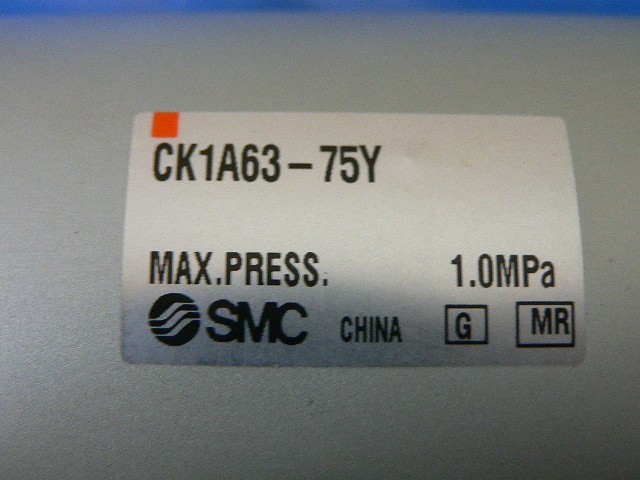 CK1A63-75Y
MAX.PRESS. 1.0MPa
SMC CHINA G MR